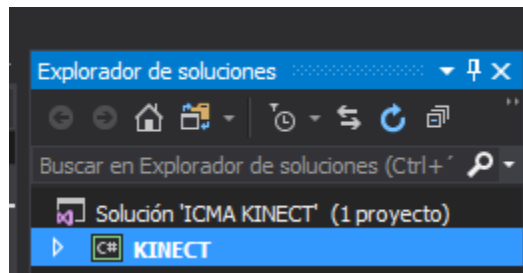 Explorador de soluciones
Buscar en Explorador de soluciones (Ctrl+´
Solución 'ICMA KINECT' (1 proyecto)
C# KINECT